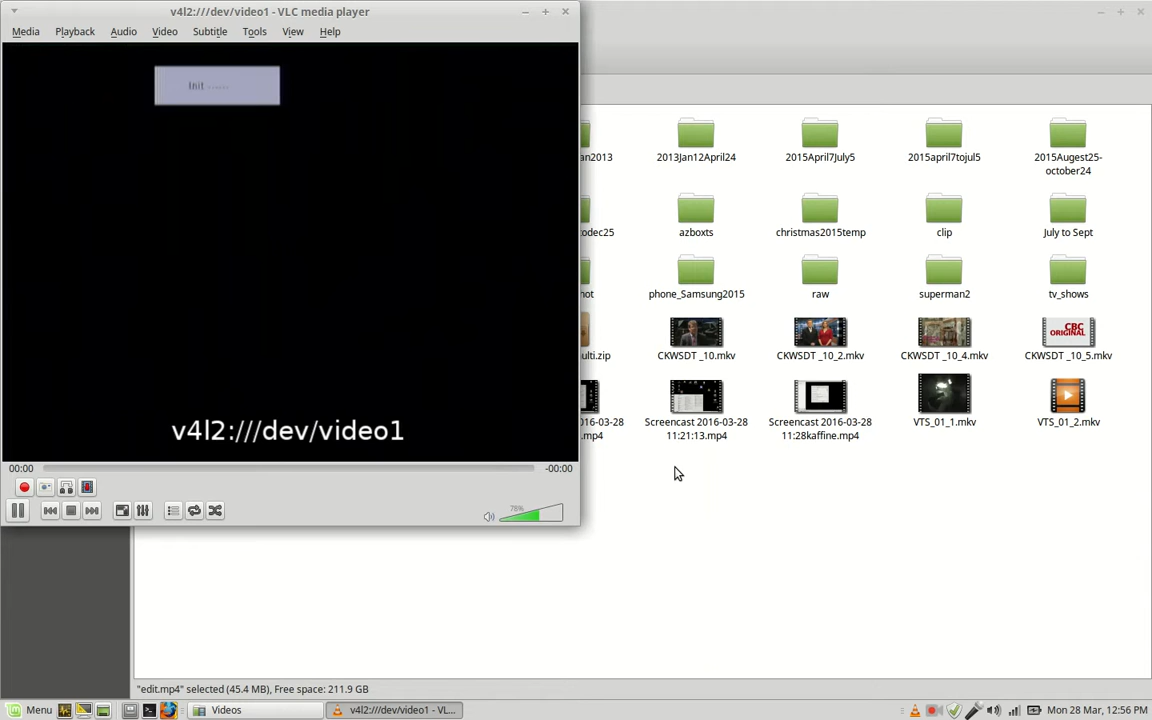 v4l2:///dev/video1 - VLC media player
Media Playback Audio Video Subtitle Tools View Help
Init
v4l2:///dev/video1
00:00 -00:00
78%
an2013 2013Jan12April24 2015April7July5 2015april7tojul5 2015Augest25-
october24
odec25 azboxts christmas2015temp clip July to Sept
hot phone_Samsung2015 raw superman2 tv_shows
CBC
ORIGINAL
ulti.zip CKWSDT _10.mkv CKWSDT _10_2.mkv CKWSDT _10_4.mkv CKWSDT _10_5.mkv
2016-03-28 Screencast 2016-03-28 Screencast 2016-03-28 VTS_01_1.mkv VTS_01_2.mkv
.mp4 11:21:13.mp4 11:28kaffine.mp4
"edit.mp4" selected (45.4 MB), Free space: 211.9 GB
Menu Videos v4l2:///dev/video1 - VL... Mon 28 Mar, 12:56 PM